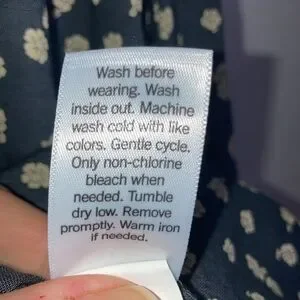 Wash before
wearing. Wash
inside out. Machine
wash cold with like
colors. Gentle cycle.
Only non-chlorine
bleach when
needed. Tumble
dry low. Remove
promptly. Warm iron
if needed.